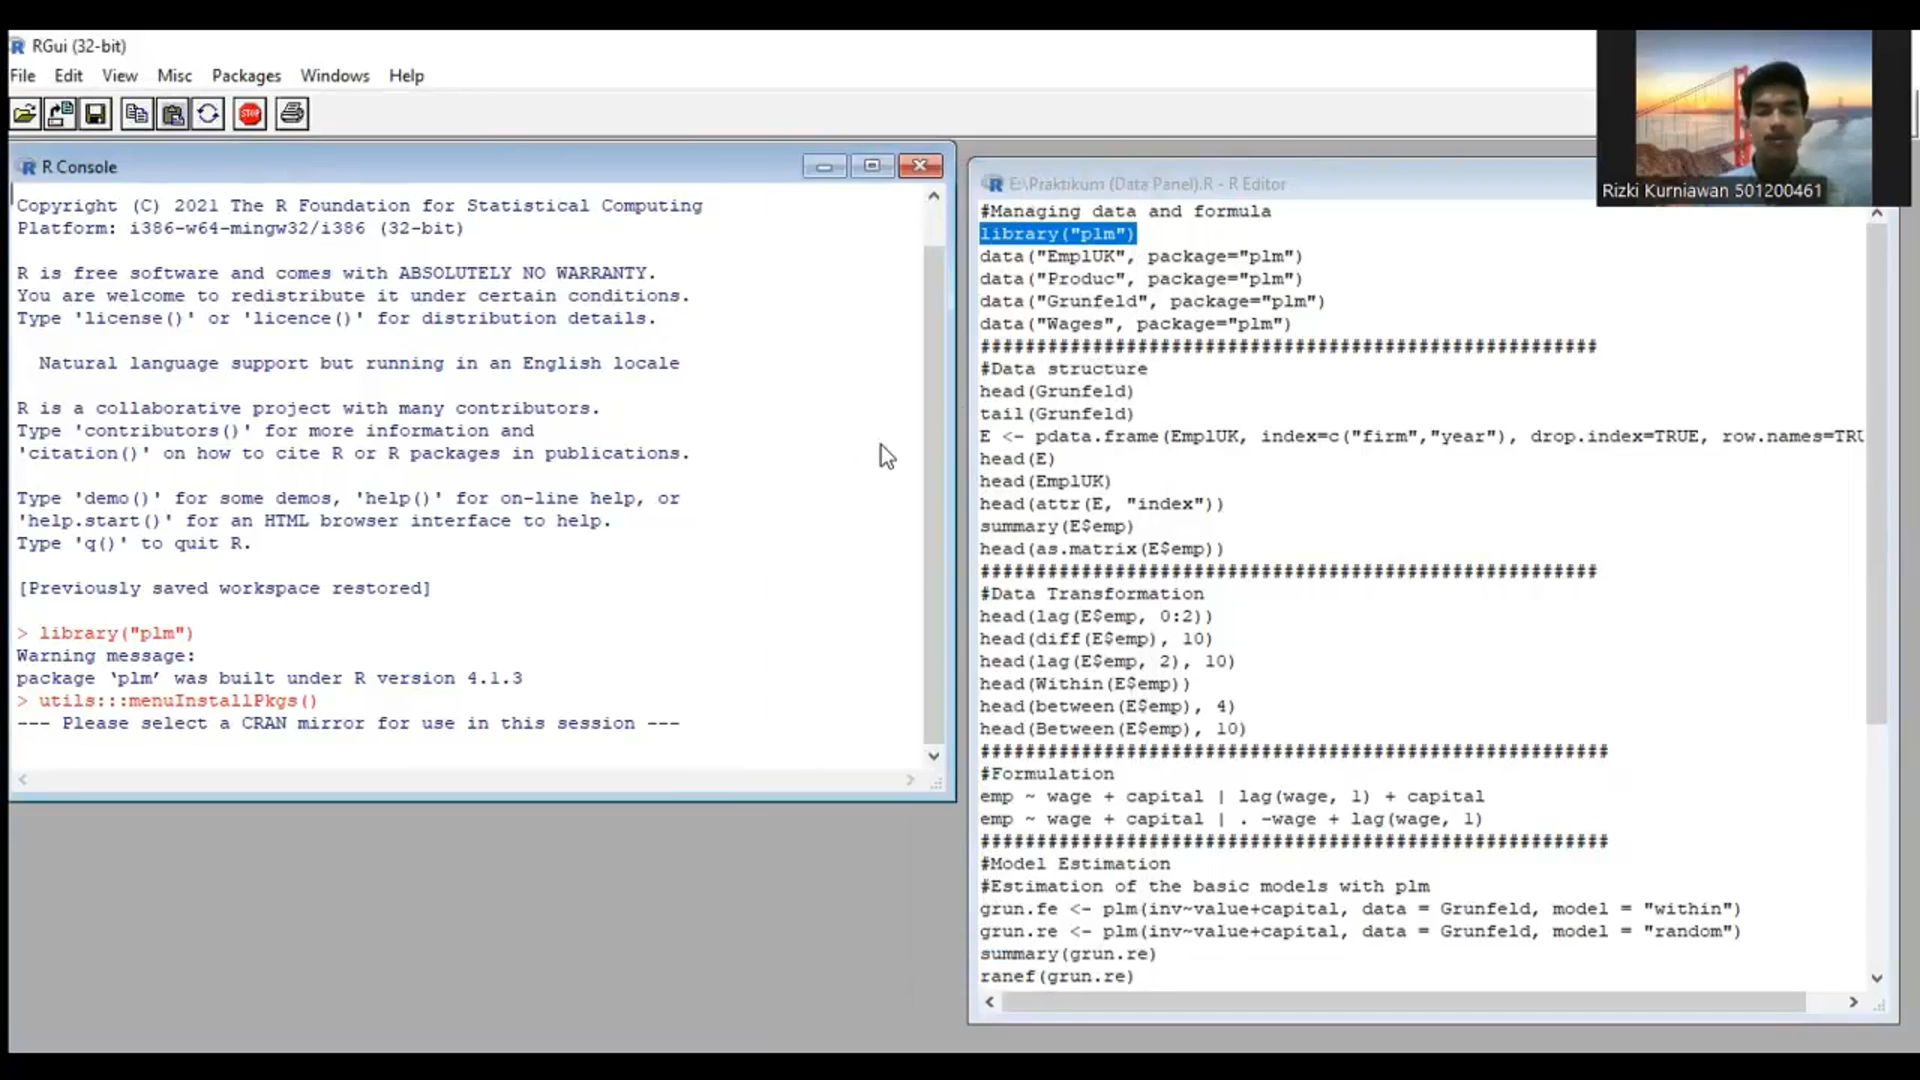 RGui (32-bit)
File Edit View Misc Packages Windows Help
STOP
R Console
Copyright (C) 2021 The R Foundation for Statistical Computing
Platform: i386-w64-mingw32/i386 (32-bit)
R is free software and comes with ABSOLUTELY NO WARRANTY.
You are welcome to redistribute it under certain conditions.
Type 'license()' or 'licence()' for distribution details.
Natural language support but running in an English locale
R is a collaborative project with many contributors.
Type 'contributors()' for more information and
'citation()' on how to cite R or R packages in publications.
Type 'demo()' for some demos, 'help()' for on-line help, or
'help.start()' for an HTML browser interface to help.
Type 'q()' to quit R.
[Previously saved workspace restored]
> library("plm")
Warning message:
package ‘plm’ was built under R version 4.1.3
> utils:::menuInstallPkgs()
--- Please select a CRAN mirror for use in this session ---
E:\Praktikum (Data Panel).R - R Editor
#Managing data and formula
library("plm")
data("EmplUK", package="plm")
data("Produc", package="plm")
data("Grunfeld", package="plm")
data("Wages", package="plm")
#######################################################
#Data structure
head(Grunfeld)
tail(Grunfeld)
E <- pdata.frame(EmplUK, index=c("firm","year"), drop.index=TRUE, row.names=TRU
head(E)
head(EmplUK)
head(attr(E, "index"))
summary(E$emp)
head(as.matrix(E$emp))
#######################################################
#Data Transformation
head(lag(E$emp, 0:2))
head(diff(E$emp), 10)
head(lag(E$emp, 2), 10)
head(Within(E$emp))
head(between(E$emp), 4)
head(Between(E$emp), 10)
########################################################
#Formulation
emp ~ wage + capital | lag(wage, 1) + capital
emp ~ wage + capital | . -wage + lag(wage, 1)
########################################################
#Model Estimation
#Estimation of the basic models with plm
grun.fe <- plm(inv~value+capital, data = Grunfeld, model = "within")
grun.re <- plm(inv~value+capital, data = Grunfeld, model = "random")
summary(grun.re)
ranef(grun.re)
Rizki Kurniawan 501200461